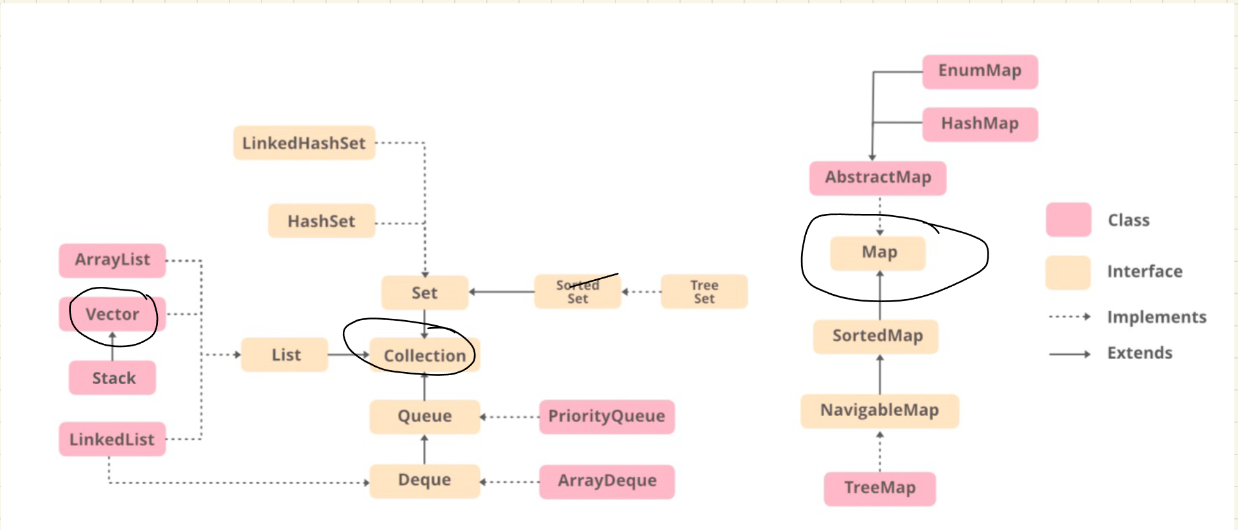 EnumMap
HashMap
LinkedHashSet
AbstractMap
HashSet
Class
ArrayList
Map
Interface
Set
Sorted
Set
Tree
Set
Vector
Implements
SortedMap
List
Collection
Extends
Stack
NavigableMap
Queue
PriorityQueue
LinkedList
Deque
ArrayDeque
TreeMap